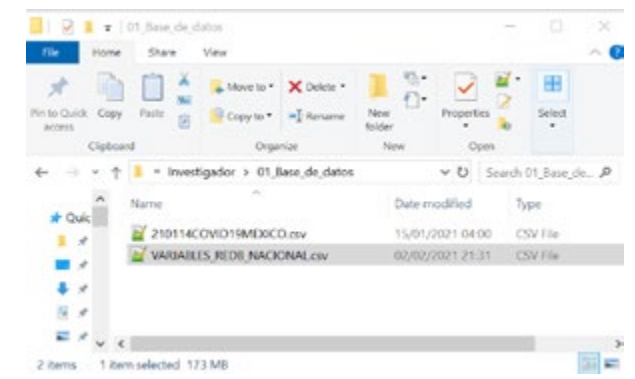 01_Base_de_datos
File Home Share View
Pin to Quick access
Copy
Paste
Move to
Copy to
Delete
Rename
New folder
Properties
Select
Clipboard Organize New Open
Investigador > 01_Base_de_datos
Search 01_Base_de...
Name Date modified Type
Quic
210114COVID19MEXICO.csv 15/01/2021 04:00 CSV File
VARIABLES_REDB_NACIONAL.csv 02/02/2021 21:31 CSV File
2 items 1 item selected 173 MB